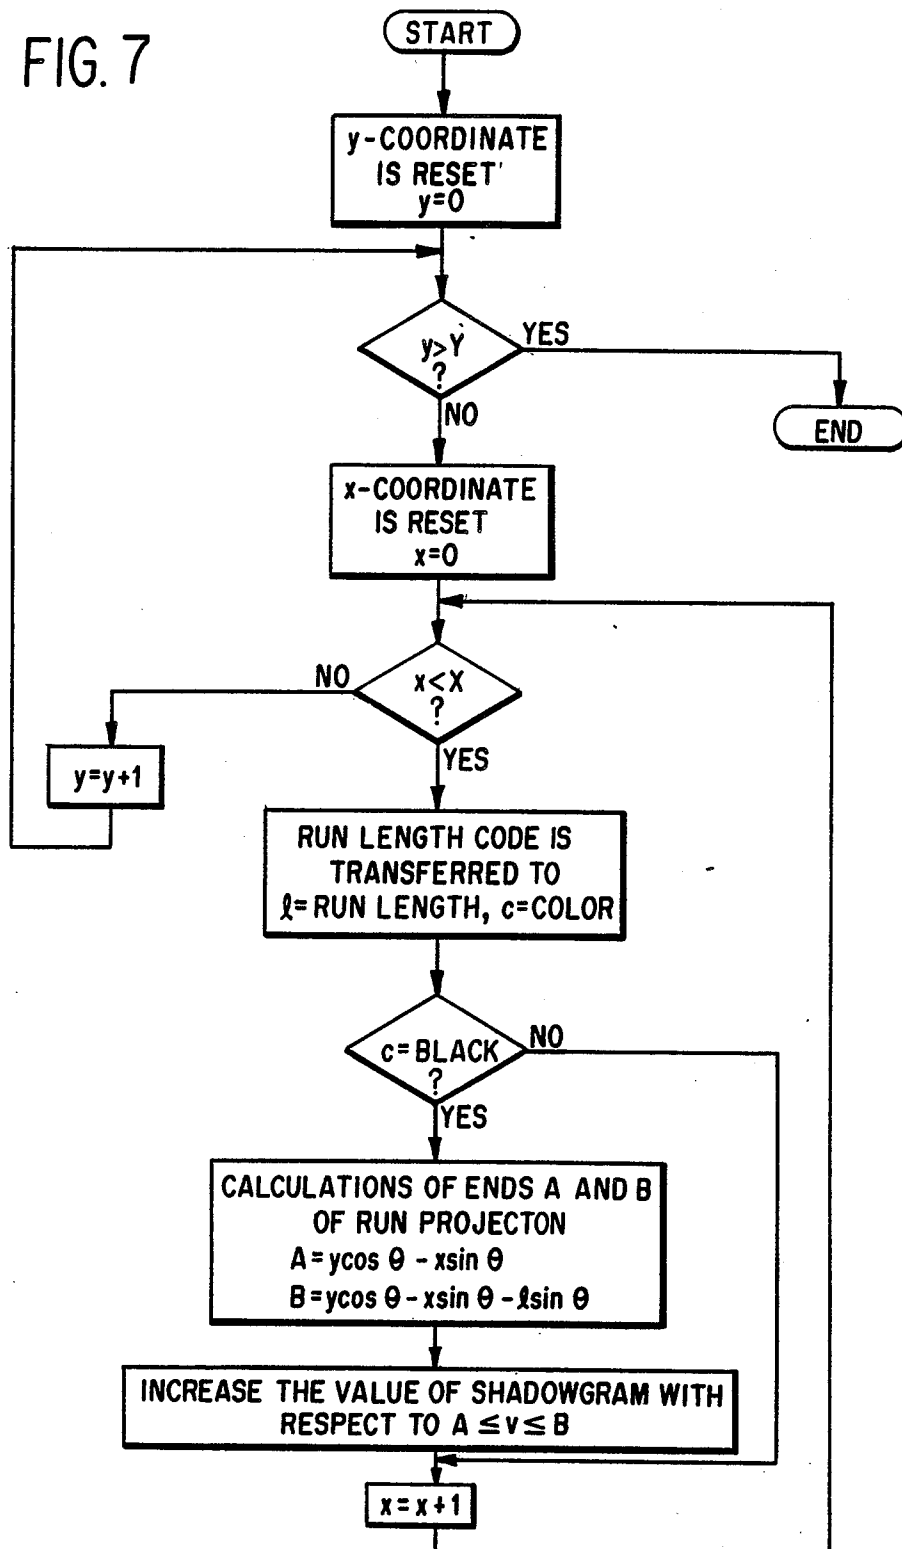 FIG. 7
START
y-COORDINATE
IS RESET
y=0
y>Y
?
YES
NO
END
x-COORDINATE
IS RESET
x=0
x<X
?
NO
YES
y=y+1
RUN LENGTH CODE IS
TRANSFERRED TO
ℓ=RUN LENGTH, c=COLOR
c=BLACK
?
NO
YES
CALCULATIONS OF ENDS A AND B
OF RUN PROJECTON
A=ycos θ - xsin θ
B=ycos θ - xsin θ - ℓsin θ
INCREASE THE VALUE OF SHADOWGRAM WITH
RESPECT TO A ≤ v ≤ B
x = x+1